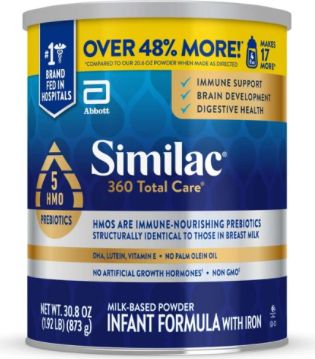 #1*
BRAND
FED IN
HOSPITALS
OVER 48% MORE!*
*COMPARED TO OUR 20.6 OZ POWDER WHEN MADE AS DIRECTED
MAKES
17
MORE*
Abbott
IMMUNE SUPPORT
BRAIN DEVELOPMENT
DIGESTIVE HEALTH
5
HMO
PREBIOTICS
Similac®
360 Total Care®
HMOS ARE IMMUNE-NOURISHING PREBIOTICS
STRUCTURALLY IDENTICAL TO THOSE IN BREAST MILK
DHA, LUTEIN, VITAMIN E • NO PALM OLEIN OIL
NO ARTIFICIAL GROWTH HORMONES† • NON GMO‡
NET WT. 30.8 OZ
(1.92 LB) (873 g)
MILK-BASED POWDER
INFANT FORMULA WITH IRON